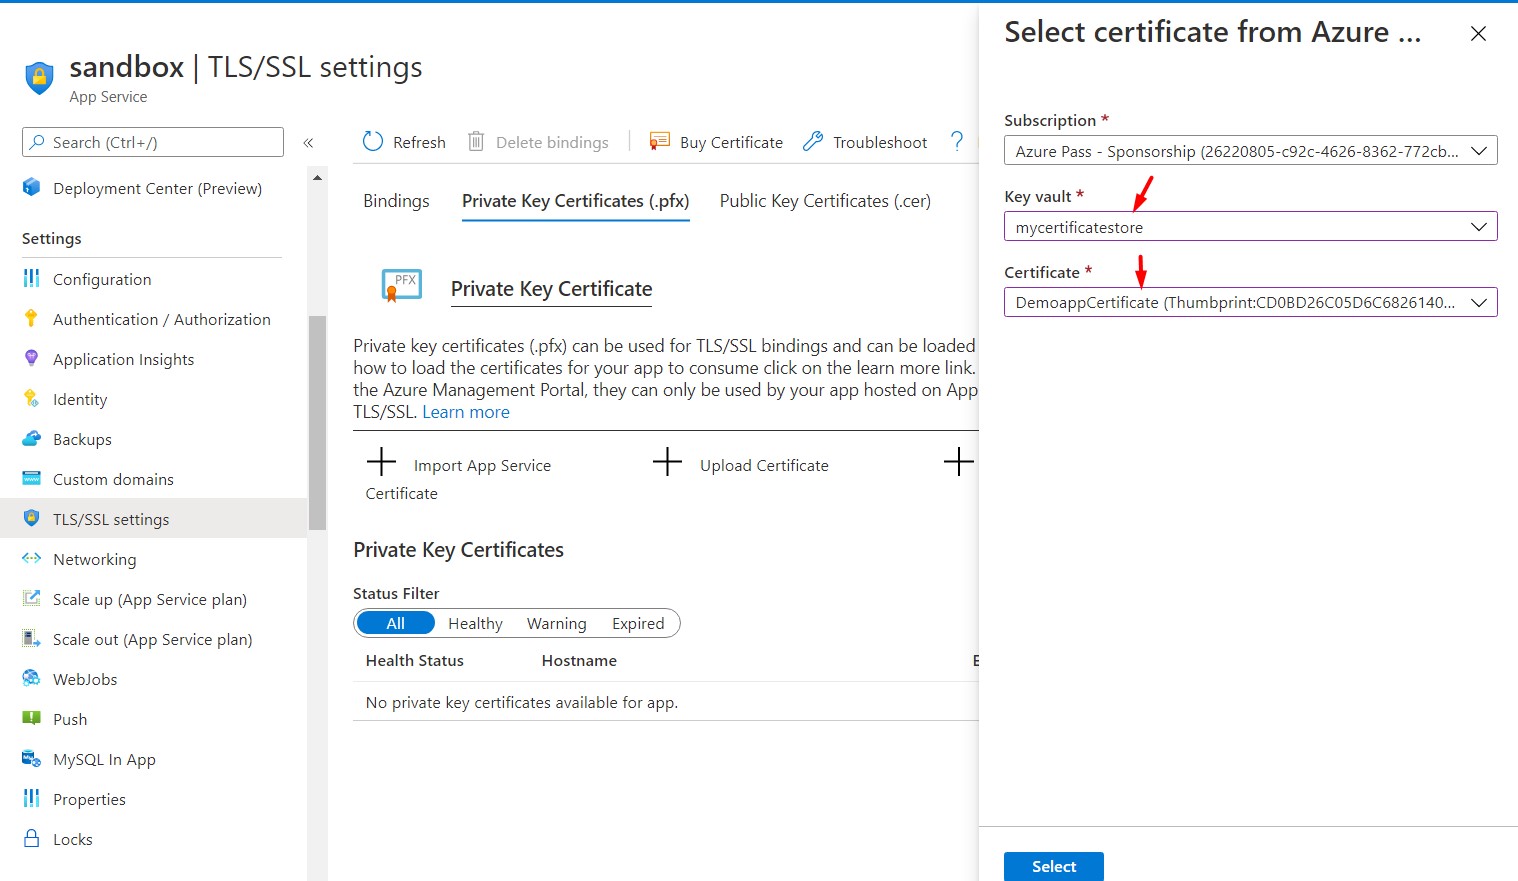 sandbox | TLS/SSL settings
App Service
Search (Ctrl+/)
«
Deployment Center (Preview)
Settings
Configuration
Authentication / Authorization
Application Insights
Identity
Backups
Custom domains
TLS/SSL settings
Networking
Scale up (App Service plan)
Scale out (App Service plan)
WebJobs
Push
MySQL In App
Properties
Locks
Refresh
Delete bindings
Buy Certificate
Troubleshoot
?
Bindings
Private Key Certificates (.pfx)
Public Key Certificates (.cer)
PFX
Private Key Certificate
Private key certificates (.pfx) can be used for TLS/SSL bindings and can be loaded
how to load the certificates for your app to consume click on the learn more link.
the Azure Management Portal, they can only be used by your app hosted on App
TLS/SSL. Learn more
Import App Service
Certificate
Upload Certificate
Private Key Certificates
Status Filter
All
Healthy
Warning
Expired
Health Status
Hostname
No private key certificates available for app.
Select certificate from Azure ...
Subscription *
Azure Pass - Sponsorship (26220805-c92c-4626-8362-772cb...
Key vault *
mycertificatestore
Certificate *
DemoappCertificate (Thumbprint:CD0BD26C05D6C6826140...
Select